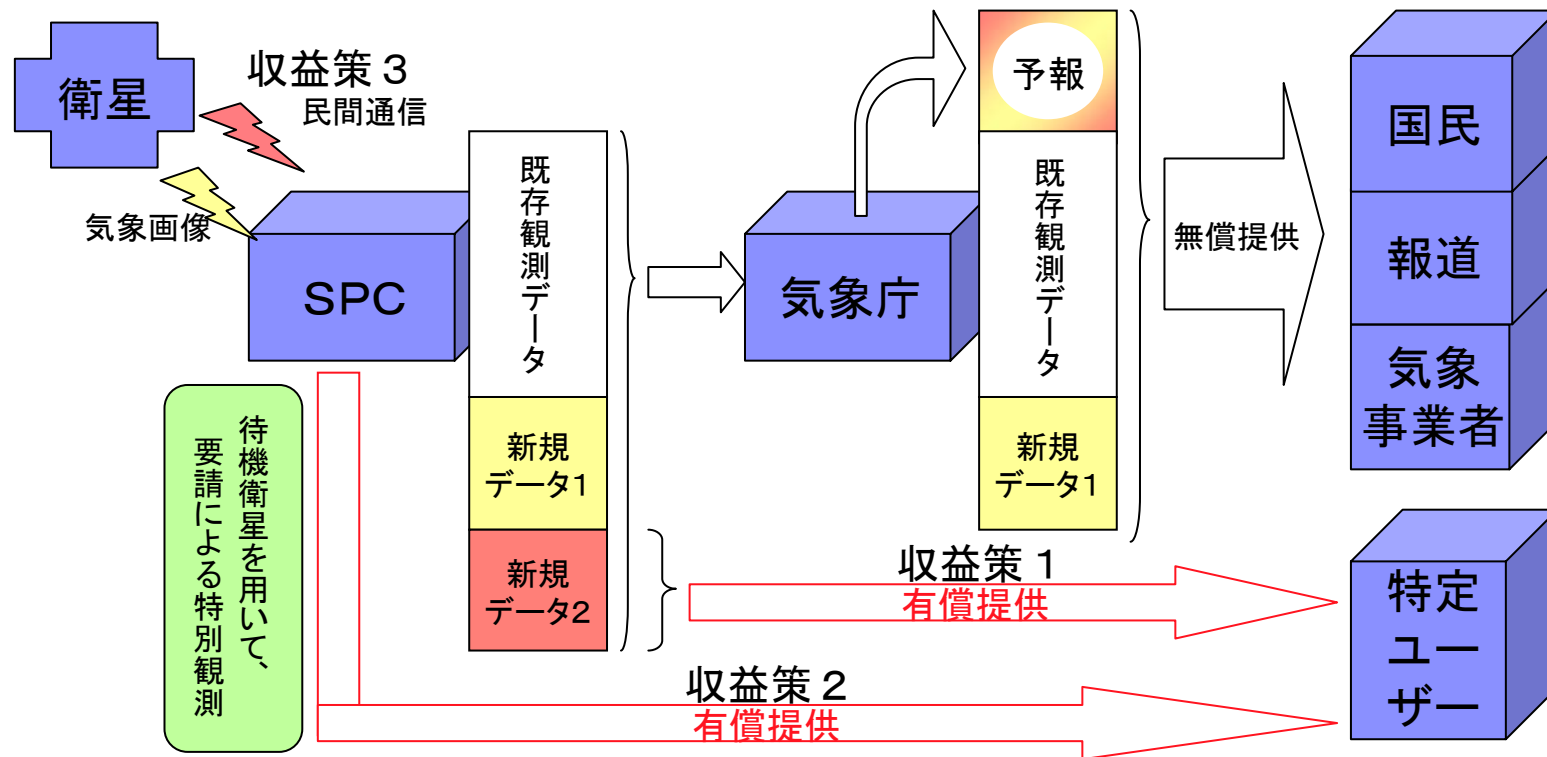 衛星
収益策３
民間通信
気象画像
SPC
既存観測データ
新規
データ1
新規
データ2
気象庁
予報
既存観測データ
新規
データ1
無償提供
国民
報道
気象
事業者
待機衛星を用いて、
要請による特別観測
収益策１
有償提供
収益策２
有償提供
特定
ユー
ザー